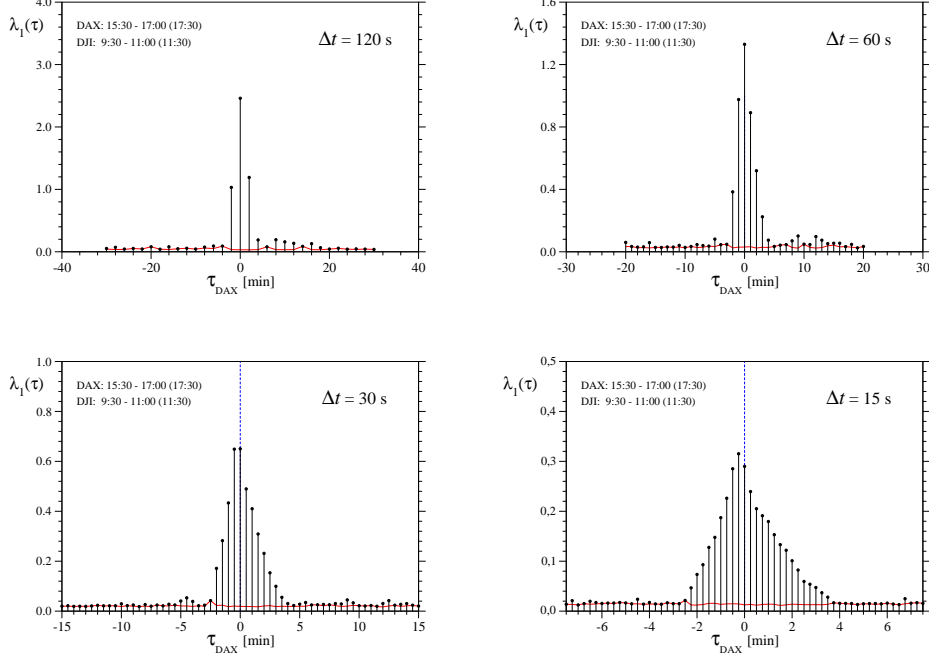 4.0
λ1(τ)
DAX: 15:30 - 17:00 (17:30)
DJI: 9:30 - 11:00 (11:30)
Δt = 120 s
3.0
2.0
1.0
0.0
-40 -20 0 20 40
τDAX [min]
1.6
λ1(τ)
DAX: 15:30 - 17:00 (17:30)
DJI: 9:30 - 11:00 (11:30)
Δt = 60 s
1.2
0.8
0.4
0.0
-30 -20 -10 0 10 20 30
τDAX [min]
1.0
λ1(τ)
DAX: 15:30 - 17:00 (17:30)
DJI: 9:30 - 11:00 (11:30)
Δt = 30 s
0.8
0.6
0.4
0.2
0.0
-15 -10 -5 0 5 10 15
τDAX [min]
0,5
λ1(τ)
DAX: 15:30 - 17:00 (17:30)
DJI: 9:30 - 11:00 (11:30)
Δt = 15 s
0,4
0,3
0,2
0,1
0,0
-6 -4 -2 0 2 4 6
τDAX [min]